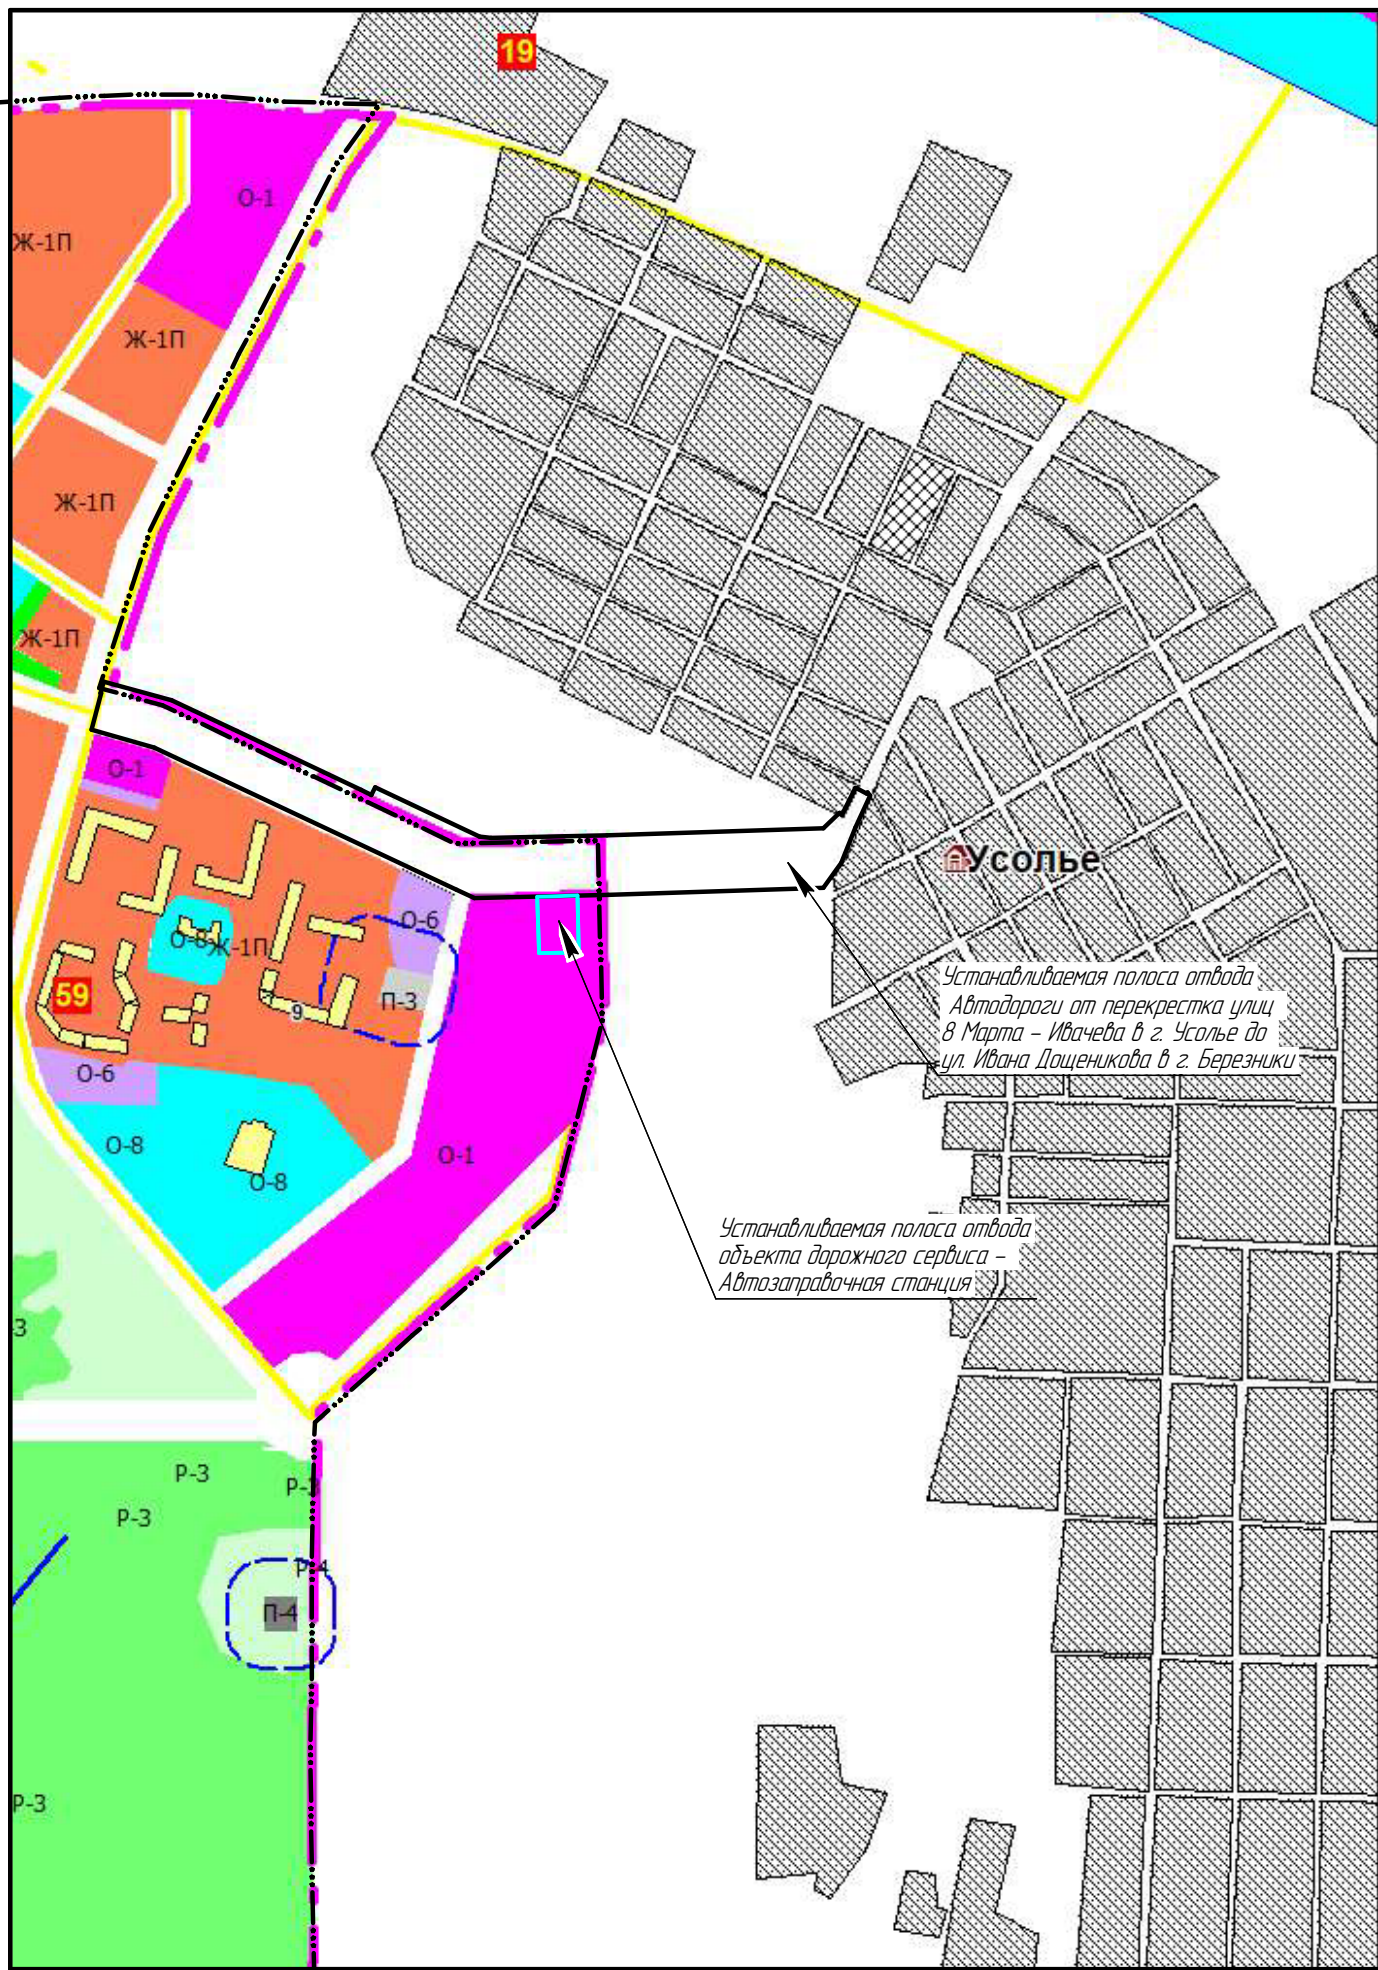 19
О-1
Ж-1П
Ж-1П
Ж-1П
Ж-1П
О-1
Усолье
О-6
О-8
Ж-1П
59
П-3
9
Устанавливаемая полоса отвода
Автодороги от перекрестка улиц
8 Марта – Ивачева в г. Усолье до
ул. Ивана Дощеникова в г. Березники
О-6
О-8
О-1
О-8
Устанавливаемая полоса отвода
объекта дорожного сервиса –
Автозаправочная станция
Р-3
Р-3
Р-4
П-4
Р-3